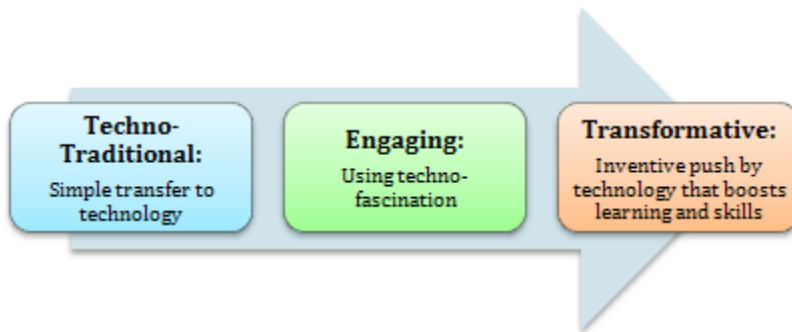 Techno-
Traditional:
Simple transfer to
technology
Engaging:
Using techno-
fascination
Transformative:
Inventive push by
technology that boosts
learning and skills